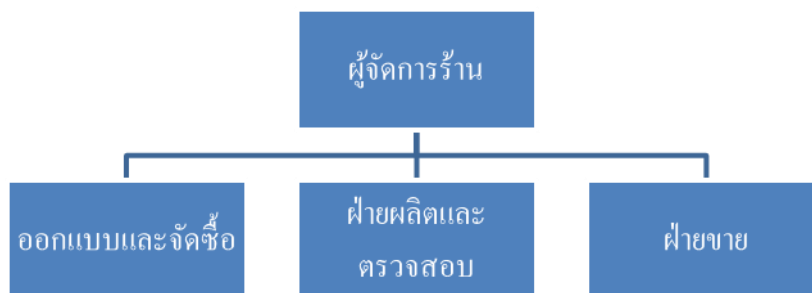 ผู้จัดการร้าน
ออกแบบและจัดซื้อ
ฝ่ายผลิตและ
ตรวจสอบ
ฝ่ายขาย